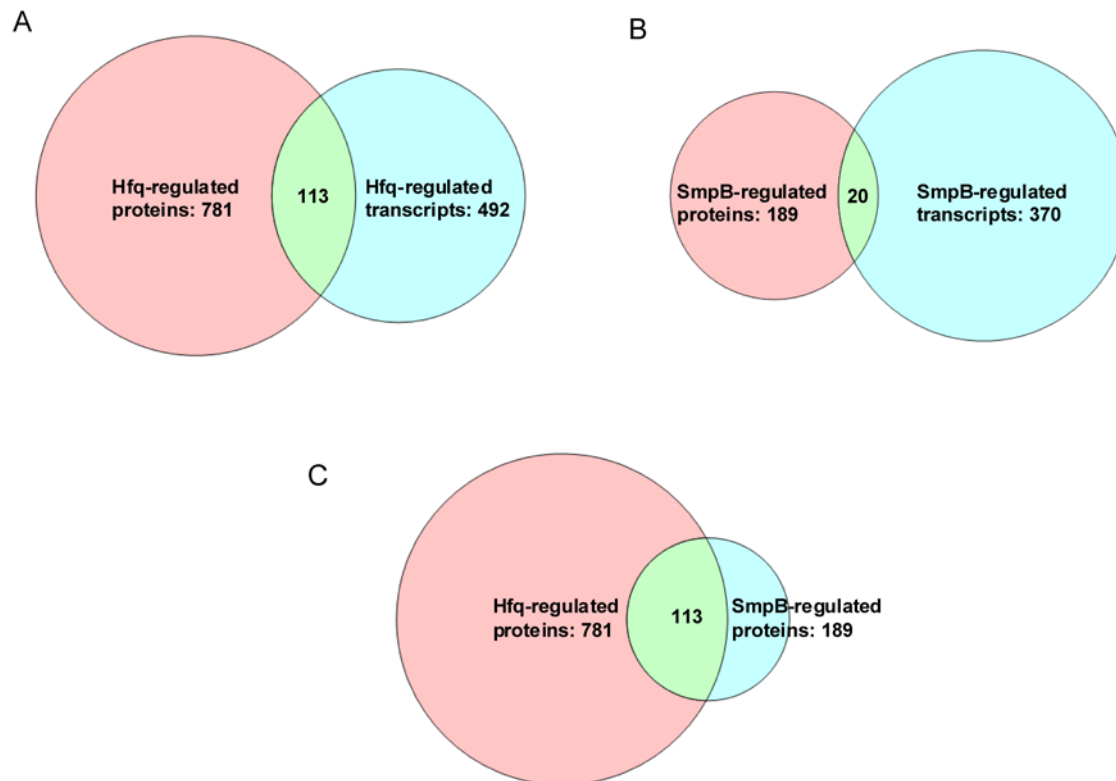 A
Hfq-regulated
proteins: 781
113
Hfq-regulated
transcripts: 492
B
SmpB-regulated
proteins: 189
20
SmpB-regulated
transcripts: 370
C
Hfq-regulated
proteins: 781
113
SmpB-regulated
proteins: 189